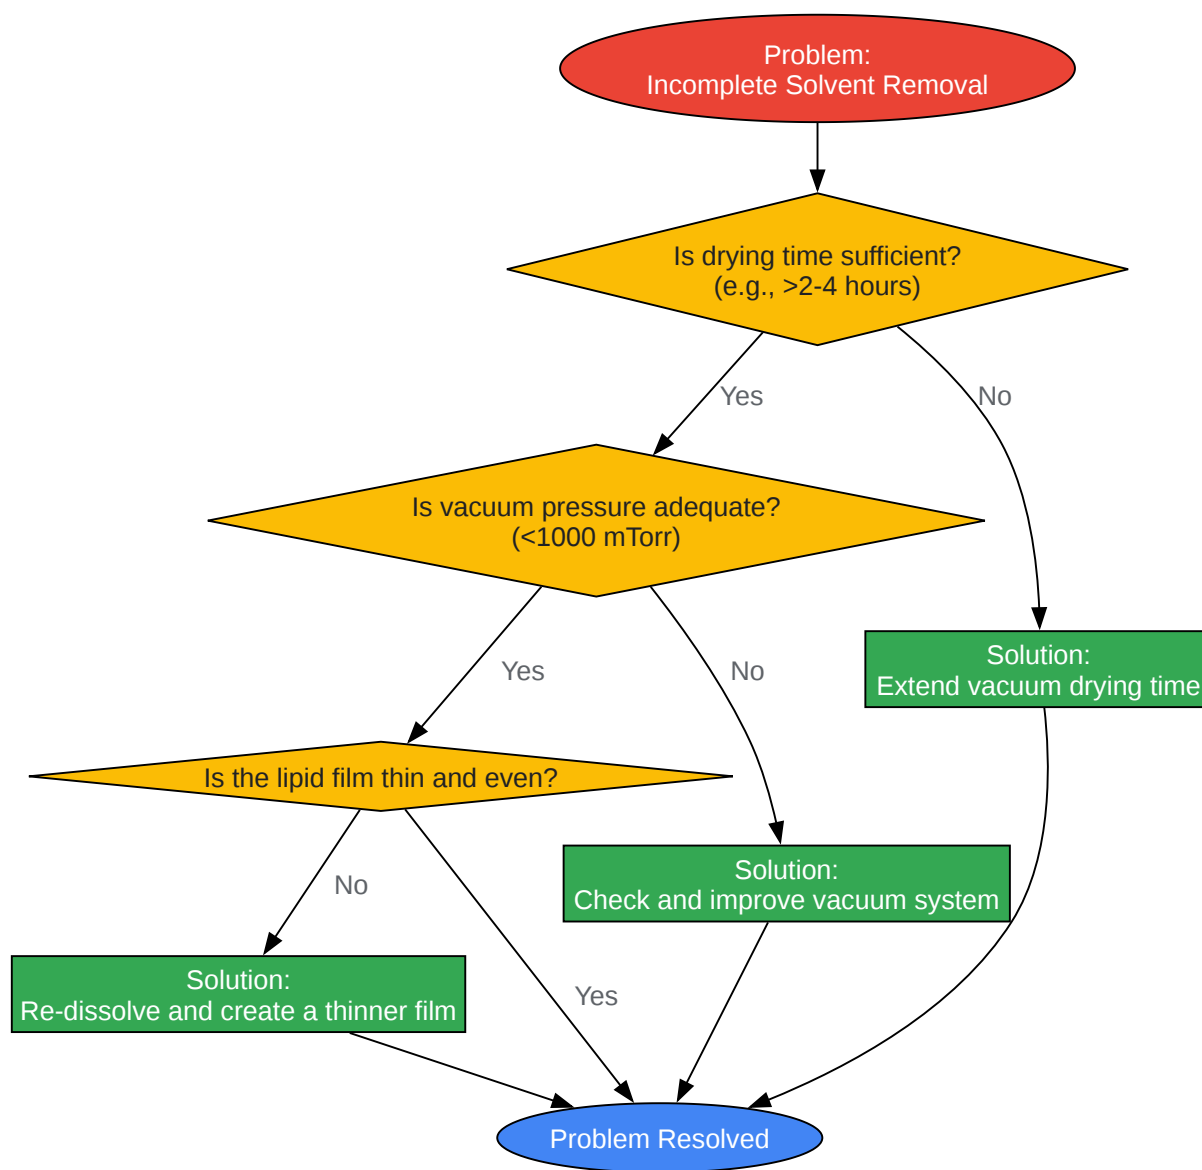 Problem:
Incomplete Solvent Removal
Is drying time sufficient?
(e.g., >2-4 hours)
Yes
No
Is vacuum pressure adequate?
(<1000 mTorr)
Yes
No
Solution:
Extend vacuum drying time
Is the lipid film thin and even?
No
Yes
Solution:
Check and improve vacuum system
Solution:
Re-dissolve and create a thinner film
Problem Resolved